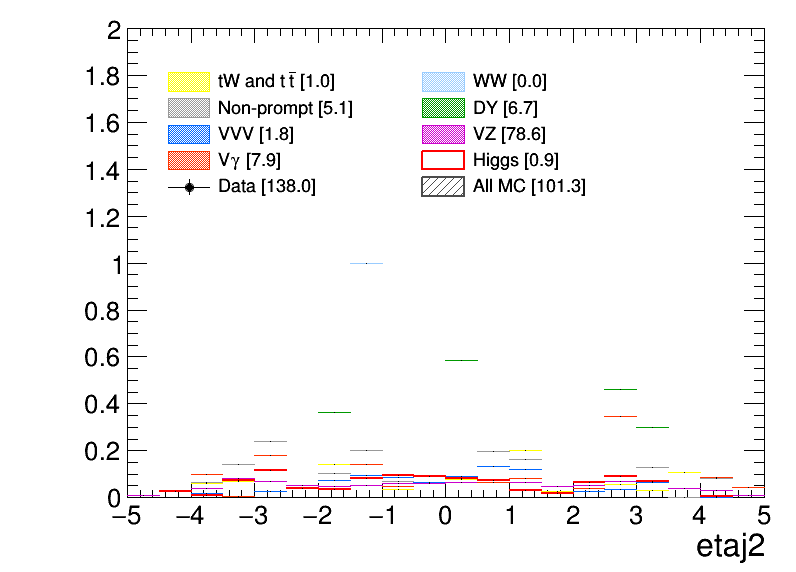 2
1.8
1.6
1.4
1.2
1
0.8
0.6
0.4
0.2
0
tW and t t̄ [1.0]
WW [0.0]
Non-prompt [5.1]
DY [6.7]
VVV [1.8]
VZ [78.6]
Vγ [7.9]
Higgs [0.9]
Data [138.0]
All MC [101.3]
−5 −4 −3 −2 −1 0 1 2 3 4 5
etaj2